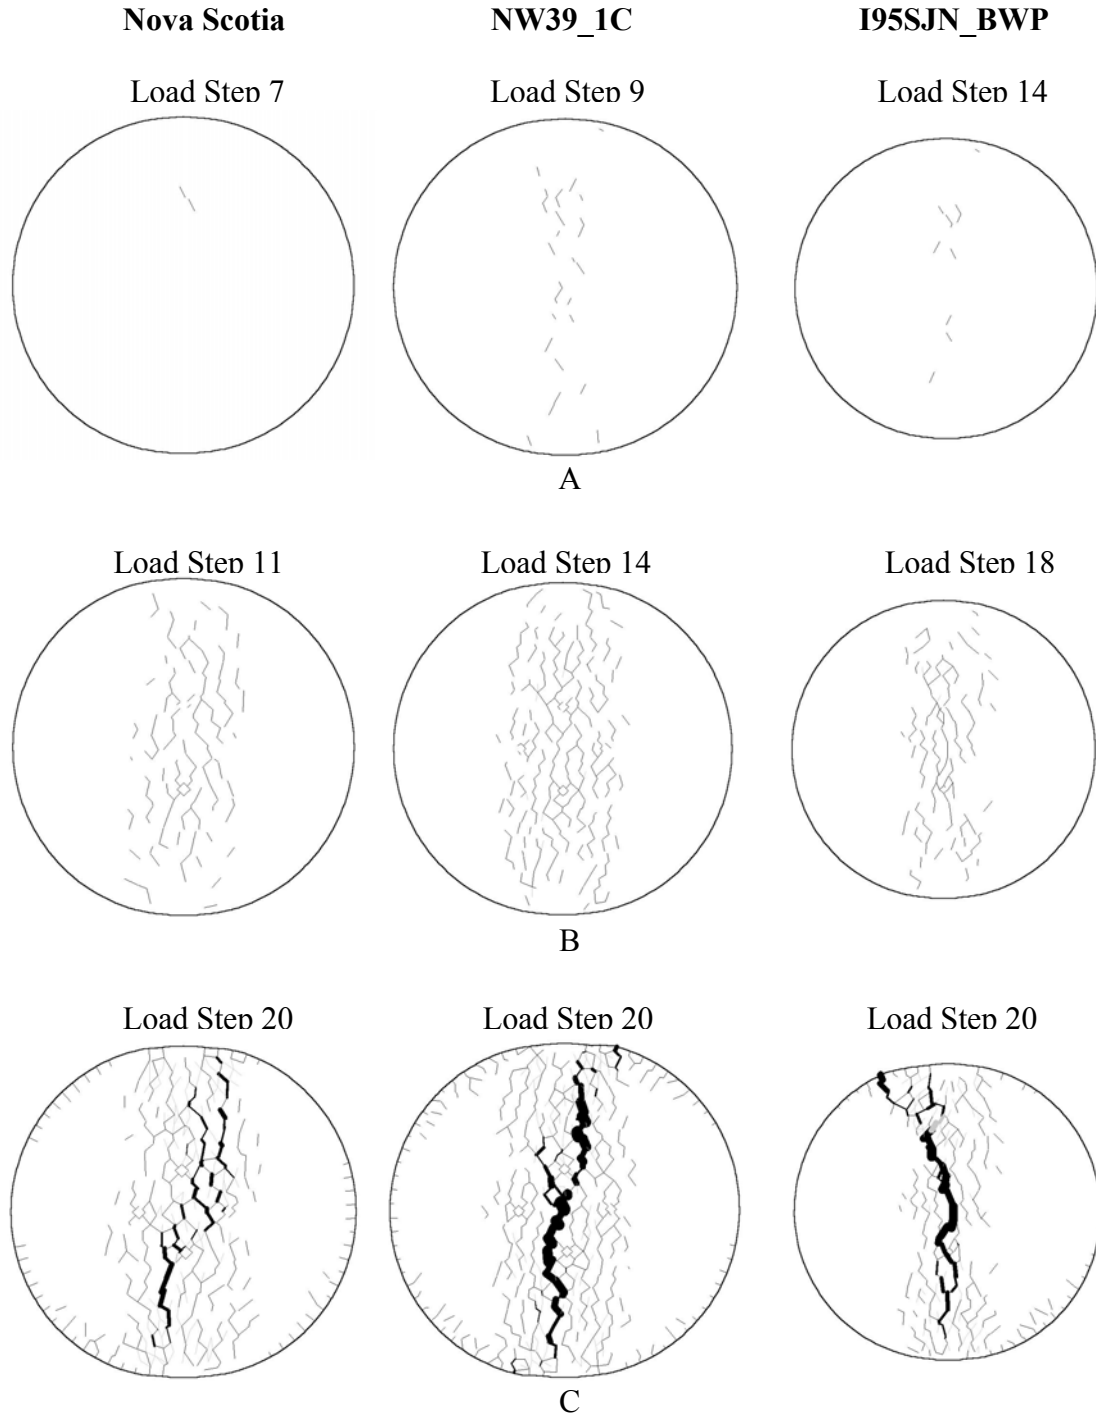 Nova Scotia NW39_1C I95SJN_BWP
Load Step 7 Load Step 9 Load Step 14
A
Load Step 11 Load Step 14 Load Step 18
B
Load Step 20 Load Step 20 Load Step 20
C